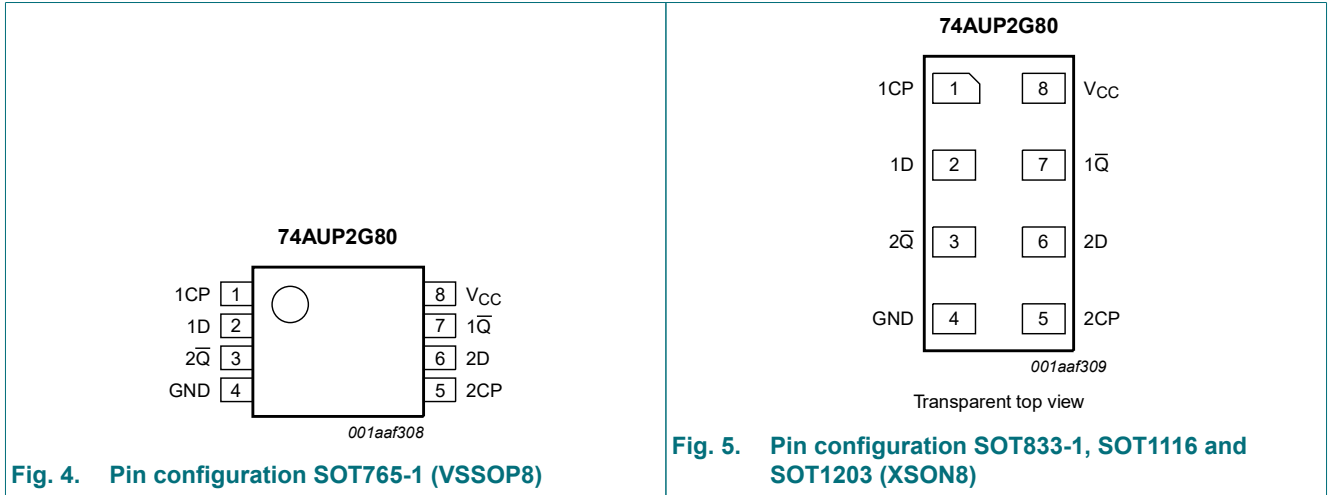 74AUP2G80
1CP 1 8 VCC
1D 2 7 1Q̅
2Q̅ 3 6 2D
GND 4 5 2CP
001aaf308
Fig. 4. Pin configuration SOT765-1 (VSSOP8)
74AUP2G80
1CP 1 8 VCC
1D 2 7 1Q̅
2Q̅ 3 6 2D
GND 4 5 2CP
001aaf309
Transparent top view
Fig. 5. Pin configuration SOT833-1, SOT1116 and
SOT1203 (XSON8)